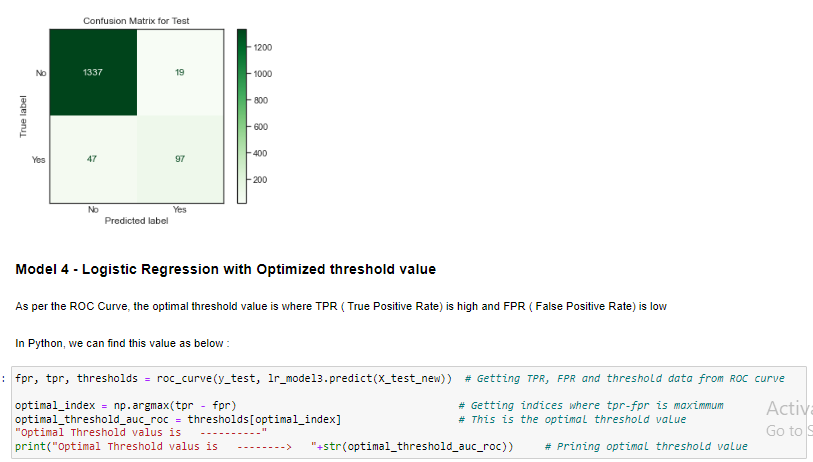 Confusion Matrix for Test
1200
No 1337 19
1000
800
True label
600
Yes 47 97
400
200
No Yes
Predicted label
Model 4 - Logistic Regression with Optimized threshold value
As per the ROC Curve, the optimal threshold value is where TPR ( True Positive Rate) is high and FPR ( False Positive Rate) is low
In Python, we can find this value as below :
: fpr, tpr, thresholds = roc_curve(y_test, lr_model3.predict(X_test_new)) # Getting TPR, FPR and threshold data from ROC curve
optimal_index = np.argmax(tpr - fpr) # Getting indices where tpr-fpr is maximmum
optimal_threshold_auc_roc = thresholds[optimal_index] # This is the optimal threshold value
"Optimal Threshold valus is ----------"
print("Optimal Threshold valus is --------> "+str(optimal_threshold_auc_roc)) # Prining optimal threshold value
Activa
Go to S